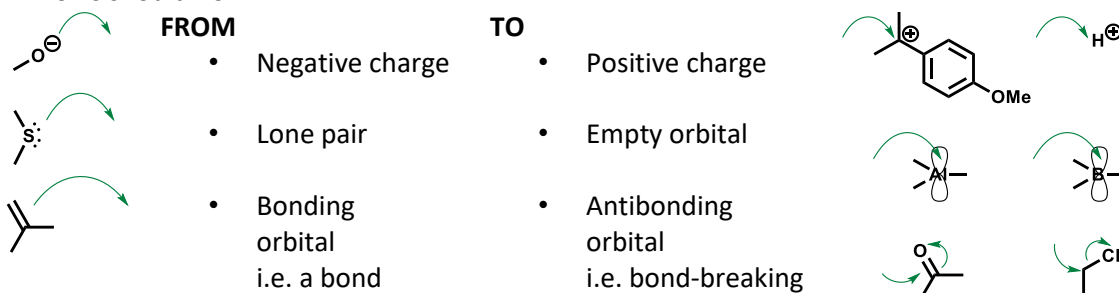 FROM
TO
• Negative charge
• Positive charge
• Lone pair
• Empty orbital
• Bonding
orbital
i.e. a bond
• Antibonding
orbital
i.e. bond-breaking
O
⊖
S
⊕
OMe
H⊕
Al
B
O
Cl